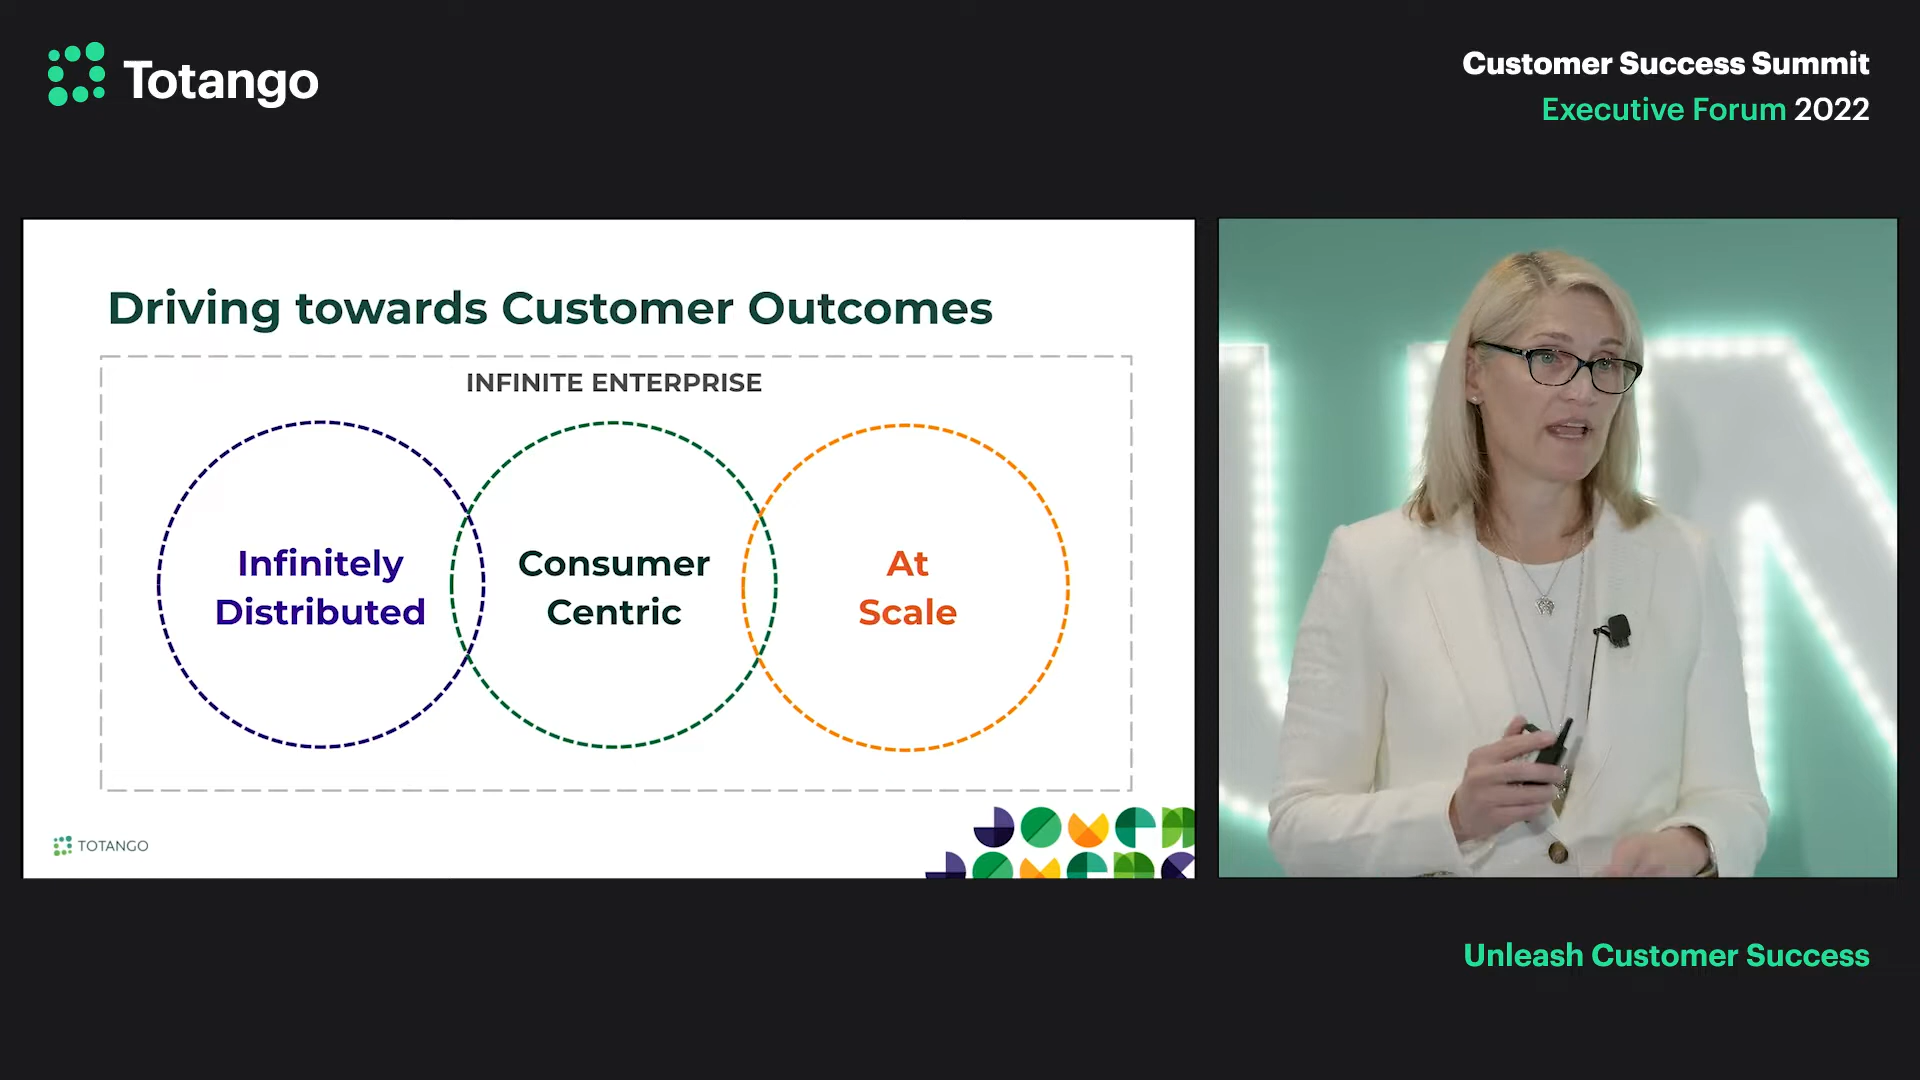 Totango
Customer Success Summit
Executive Forum 2022
Driving towards Customer Outcomes
INFINITE ENTERPRISE
Infinitely
Distributed
Consumer
Centric
At
Scale
TOTANGO
UN
Unleash Customer Success